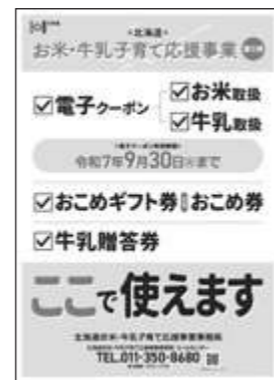 北海道
お米・牛乳子育て応援事業
☑電子クーポン
☑お米取扱
☑牛乳取扱
令和7年9月30日㊋まで
☑おこめギフト券 おこめ券
☑牛乳贈答券
ここで使えます
北海道お米・牛乳子育て応援事業事務局
TEL.011-350-8680